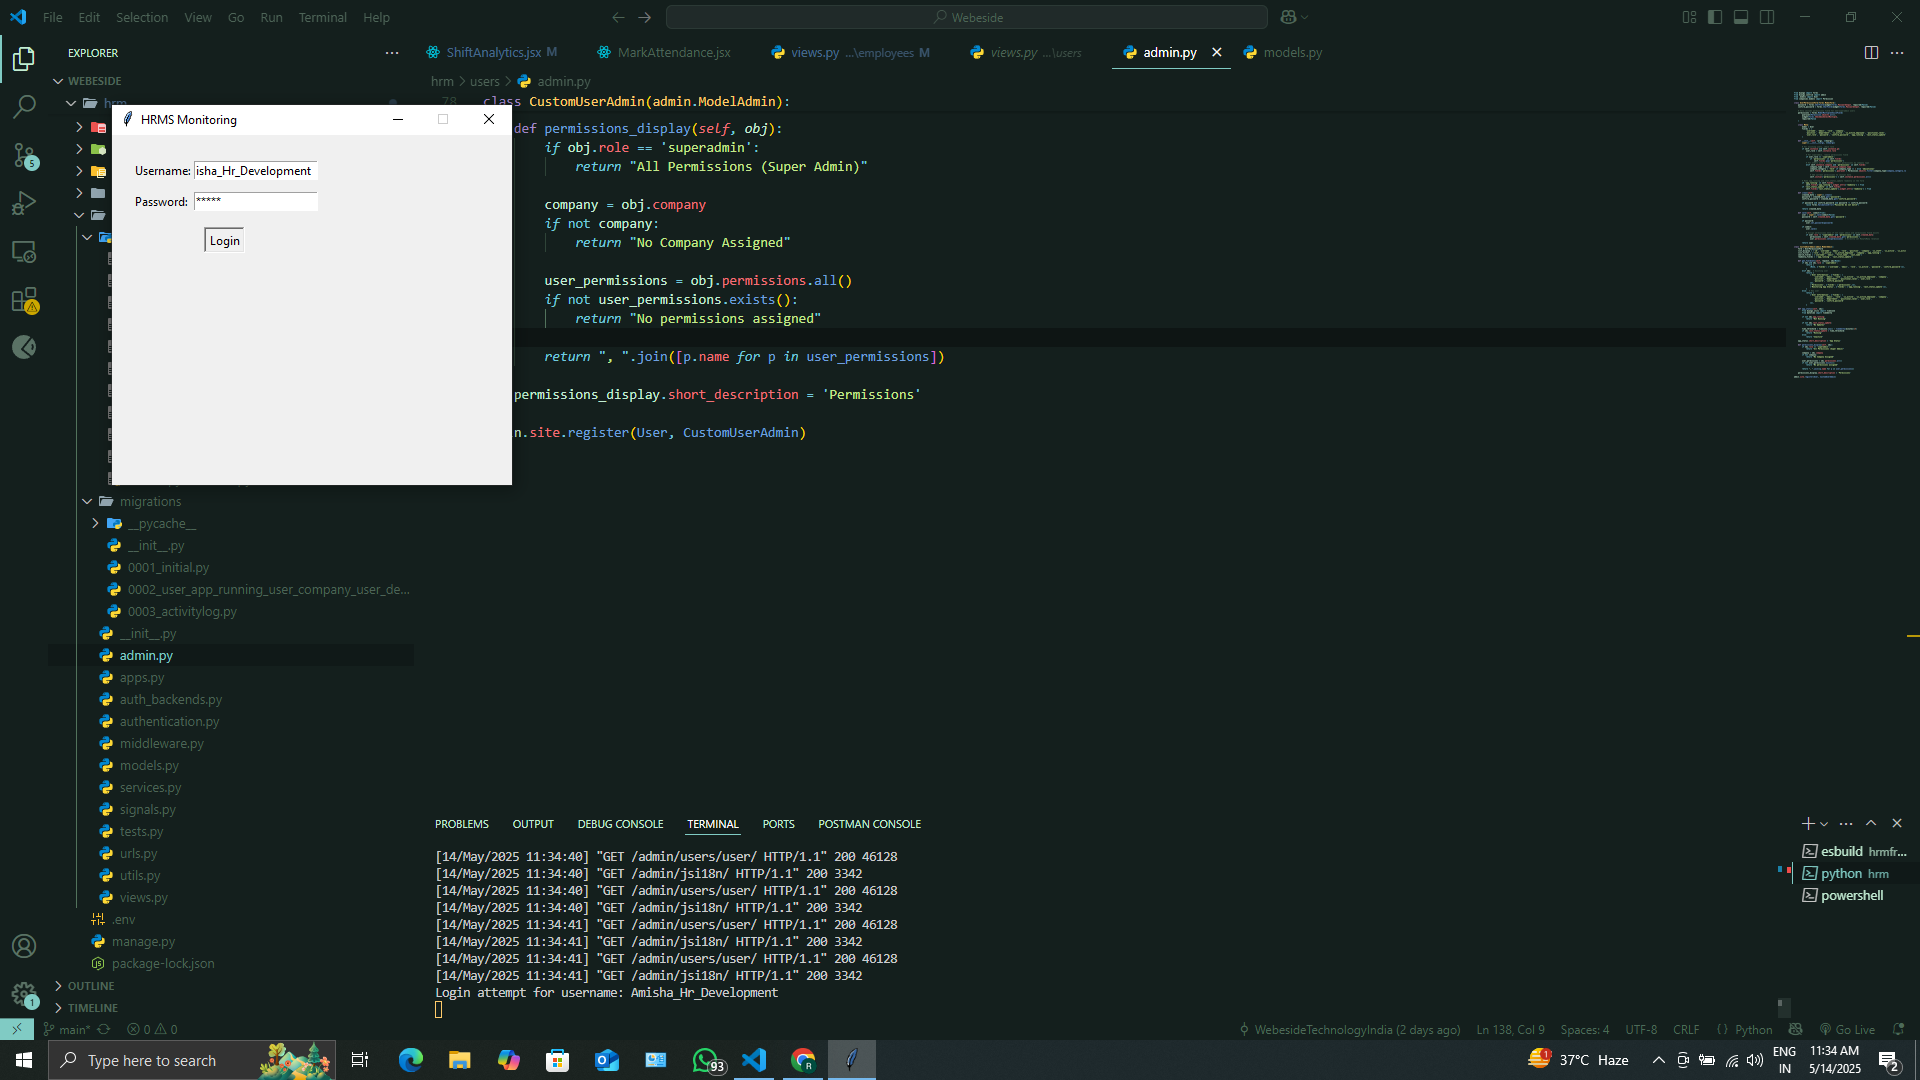 File Edit Selection View Go Run Terminal Help
Webeside
EXPLORER
ShiftAnalytics.jsx M
MarkAttendance.jsx
views.py ...\employees M
views.py ...\users
admin.py
models.py
WEBESIDE
hrm > users > admin.py
hrm
78 class CustomUserAdmin(admin.ModelAdmin):
HRMS Monitoring
Username: isha_Hr_Development
Password: *****
Login
def permissions_display(self, obj):
if obj.role == 'superadmin':
return "All Permissions (Super Admin)"
company = obj.company
if not company:
return "No Company Assigned"
user_permissions = obj.permissions.all()
if not user_permissions.exists():
return "No permissions assigned"
return ", ".join([p.name for p in user_permissions])
permissions_display.short_description = 'Permissions'
n.site.register(User, CustomUserAdmin)
migrations
__pycache__
__init__.py
0001_initial.py
0002_user_app_running_user_company_user_de...
0003_activitylog.py
__init__.py
admin.py
apps.py
auth_backends.py
authentication.py
middleware.py
models.py
services.py
signals.py
tests.py
urls.py
utils.py
views.py
.env
manage.py
package-lock.json
OUTLINE
TIMELINE
5
1
PROBLEMS OUTPUT DEBUG CONSOLE TERMINAL PORTS POSTMAN CONSOLE
[14/May/2025 11:34:40] "GET /admin/users/user/ HTTP/1.1" 200 46128
[14/May/2025 11:34:40] "GET /admin/jsi18n/ HTTP/1.1" 200 3342
[14/May/2025 11:34:40] "GET /admin/users/user/ HTTP/1.1" 200 46128
[14/May/2025 11:34:40] "GET /admin/jsi18n/ HTTP/1.1" 200 3342
[14/May/2025 11:34:41] "GET /admin/users/user/ HTTP/1.1" 200 46128
[14/May/2025 11:34:41] "GET /admin/jsi18n/ HTTP/1.1" 200 3342
[14/May/2025 11:34:41] "GET /admin/users/user/ HTTP/1.1" 200 46128
[14/May/2025 11:34:41] "GET /admin/jsi18n/ HTTP/1.1" 200 3342
Login attempt for username: Amisha_Hr_Development
esbuild hrmfr...
python hrm
powershell
main* 0 0 WebesideTechnologyIndia (2 days ago) Ln 138, Col 9 Spaces: 4 UTF-8 CRLF {} Python Go Live
Type here to search
93
1
37°C Haze
ENG
IN
11:34 AM
5/14/2025
2